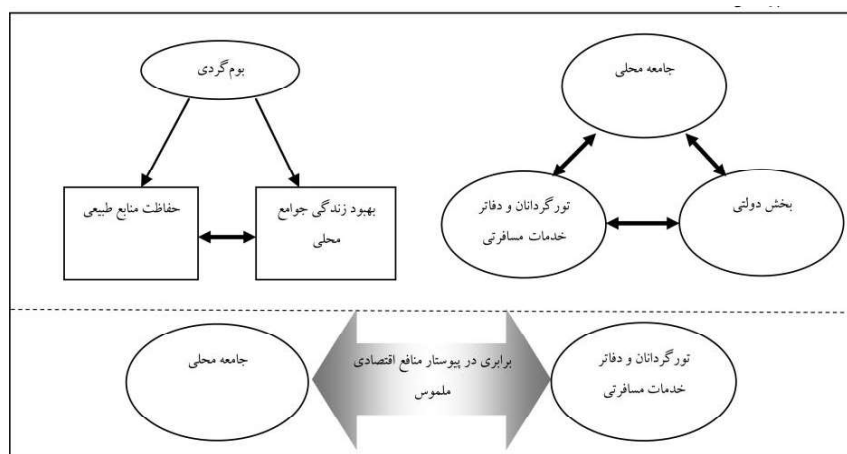 جامعه محلی
بوم‌گردی
بخش دولتی
تورگردانان و دفاتر
خدمات مسافرتی
بهبود زندگی جوامع
محلی
حفاظت منابع طبیعی
تورگردانان و دفاتر
خدمات مسافرتی
برابری در پیوستار منافع اقتصادی
ملموس
جامعه محلی